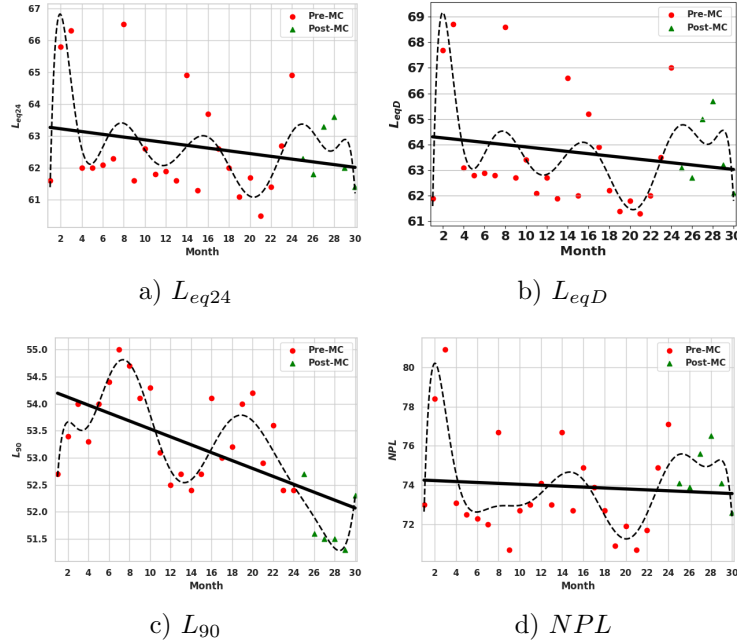 67
66
65
64
63
62
61
L_eq24
2 4 6 8 10 12 14 16 18 20 22 24 26 28 30
Month
Pre-MC
Post-MC
a) L_{eq24}
69
68
67
66
65
64
63
62
61
L_eqD
2 4 6 8 10 12 14 16 18 20 22 24 26 28 30
Month
Pre-MC
Post-MC
b) L_{eqD}
55.0
54.5
54.0
53.5
53.0
52.5
52.0
51.5
L_90
2 4 6 8 10 12 14 16 18 20 22 24 26 28 30
Month
Pre-MC
Post-MC
c) L_{90}
80
78
76
74
72
NPL
2 4 6 8 10 12 14 16 18 20 22 24 26 28 30
Month
Pre-MC
Post-MC
d) NPL